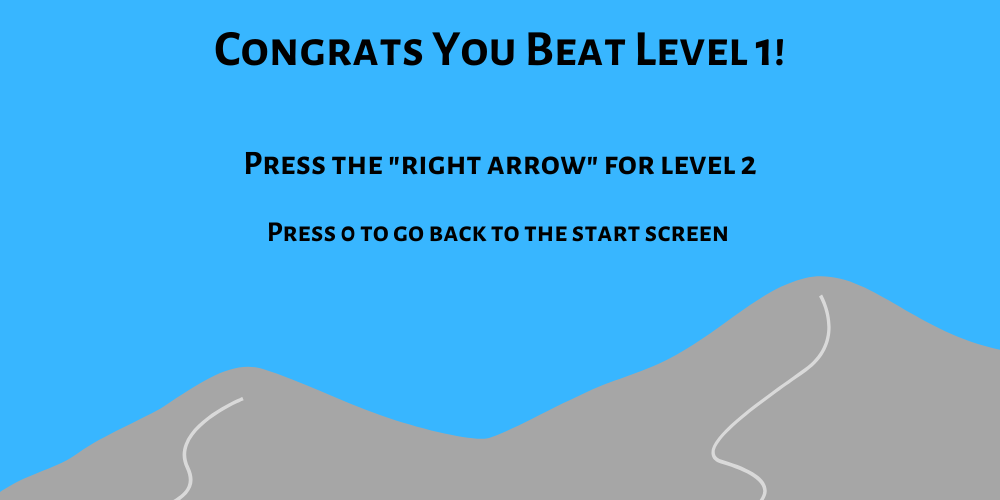 Congrats You Beat Level 1!
Press the "right arrow" for level 2
Press 0 to go back to the start screen